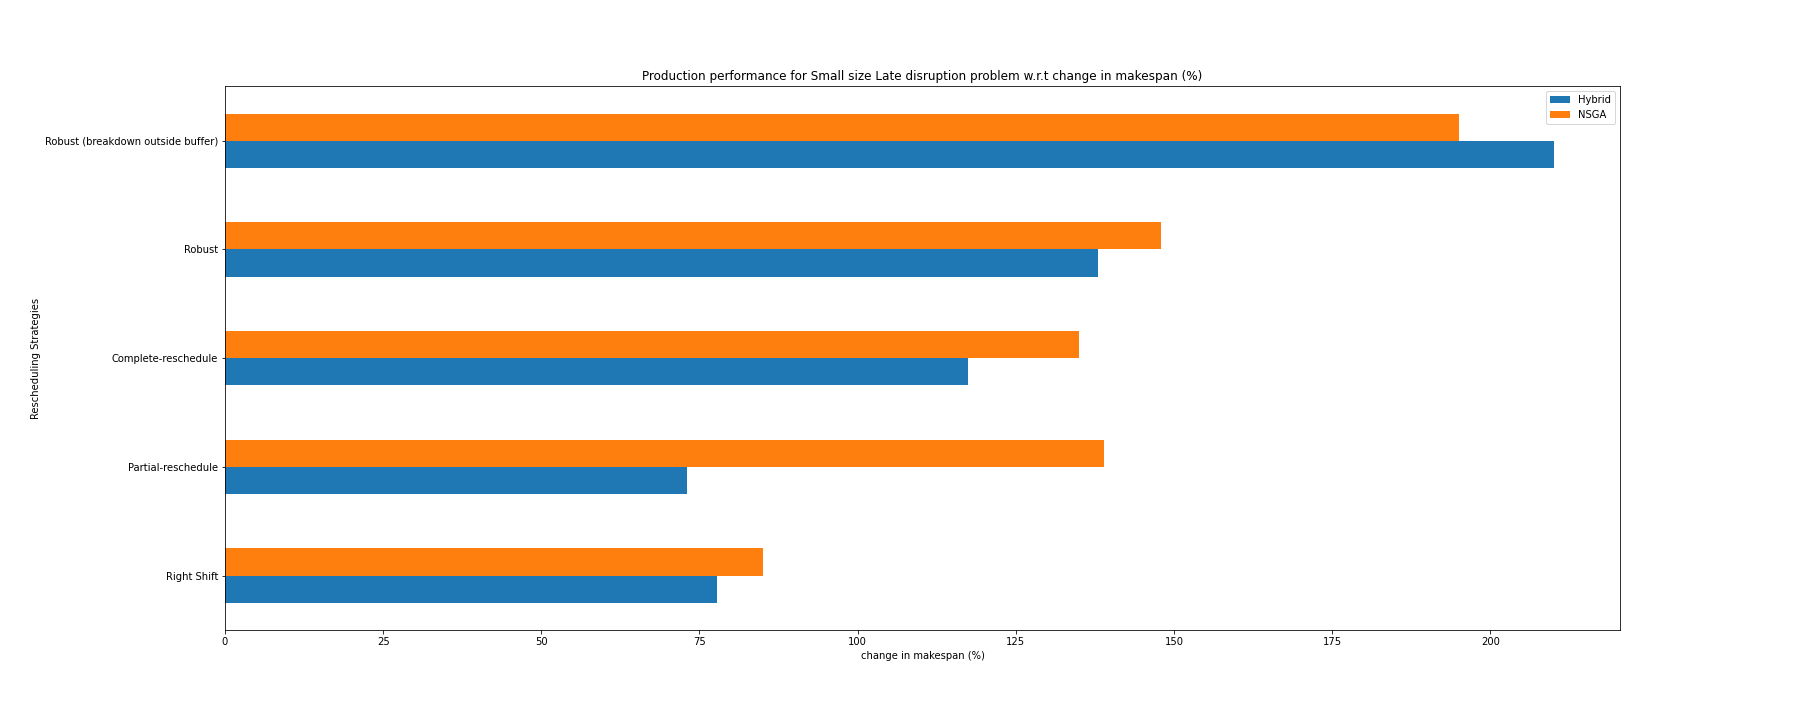 Production performance for Small size Late disruption problem w.r.t change in makespan (%)
Hybrid
NSGA
Robust (breakdown outside buffer)
Robust
Complete-reschedule
Partial-reschedule
Right Shift
Rescheduling Strategies
0 25 50 75 100 125 150 175 200
change in makespan (%)